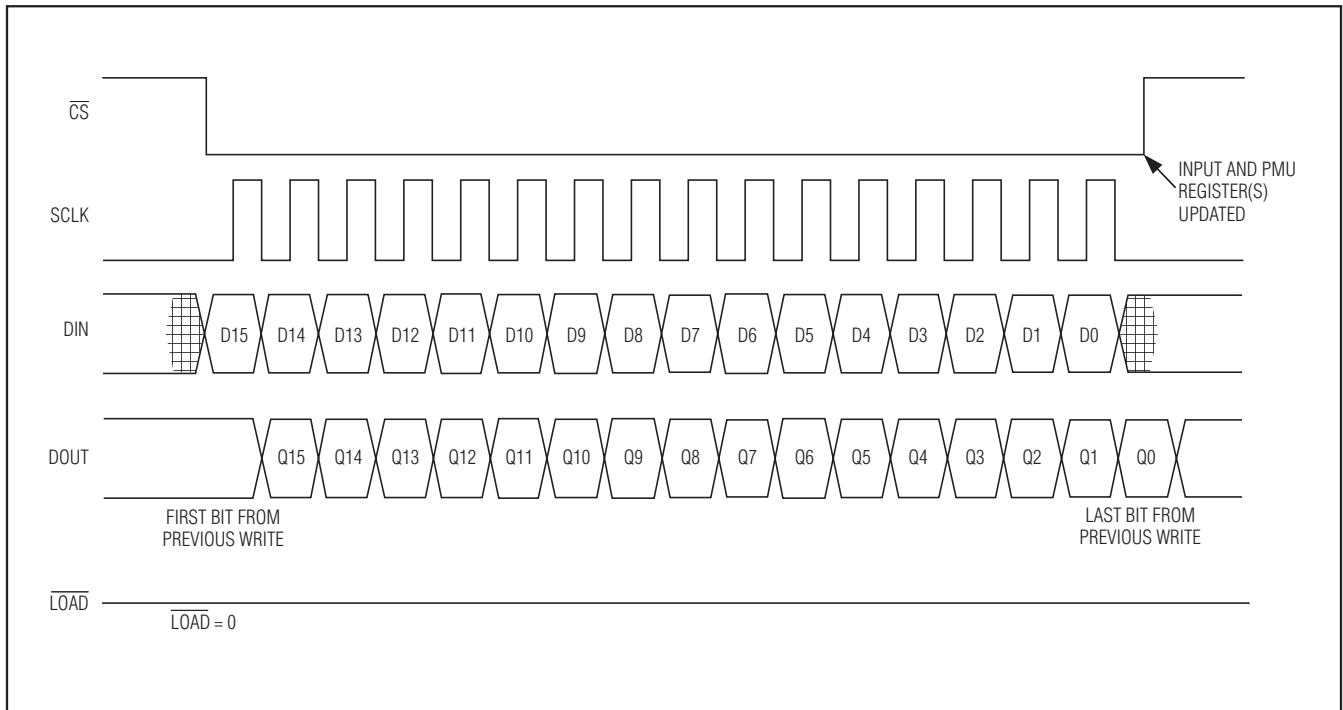 CS
INPUT AND PMU
REGISTER(S)
UPDATED
SCLK
DIN
D15 D14 D13 D12 D11 D10 D9 D8 D7 D6 D5 D4 D3 D2 D1 D0
DOUT
Q15 Q14 Q13 Q12 Q11 Q10 Q9 Q8 Q7 Q6 Q5 Q4 Q3 Q2 Q1 Q0
FIRST BIT FROM
PREVIOUS WRITE
LAST BIT FROM
PREVIOUS WRITE
LOAD
LOAD = 0